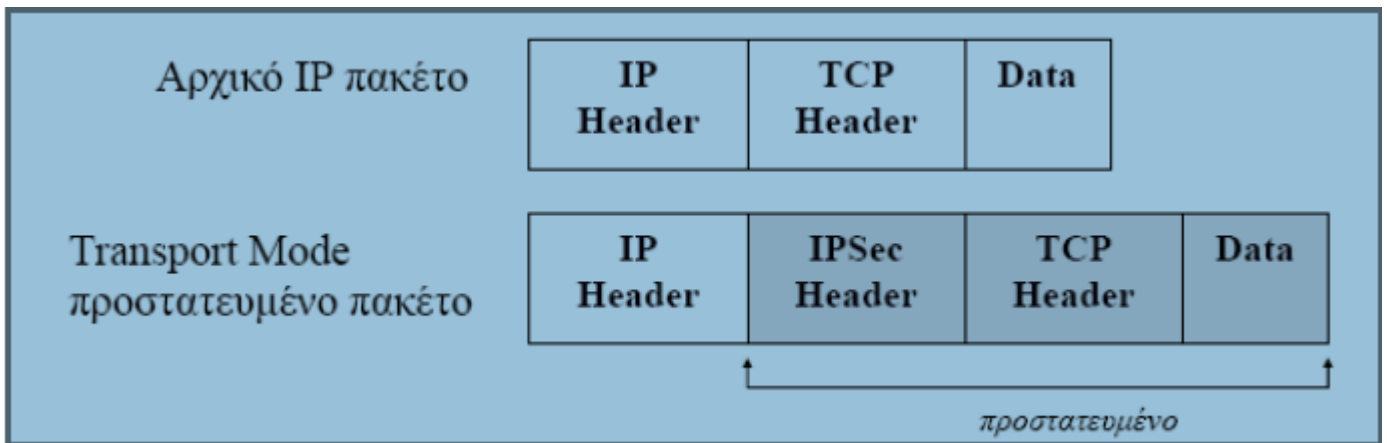 Αρχικό IP πακέτο
IP Header
TCP Header
Data
Transport Mode
προστατευμένο πακέτο
IP Header
IPSec Header
TCP Header
Data
προστατευμένο